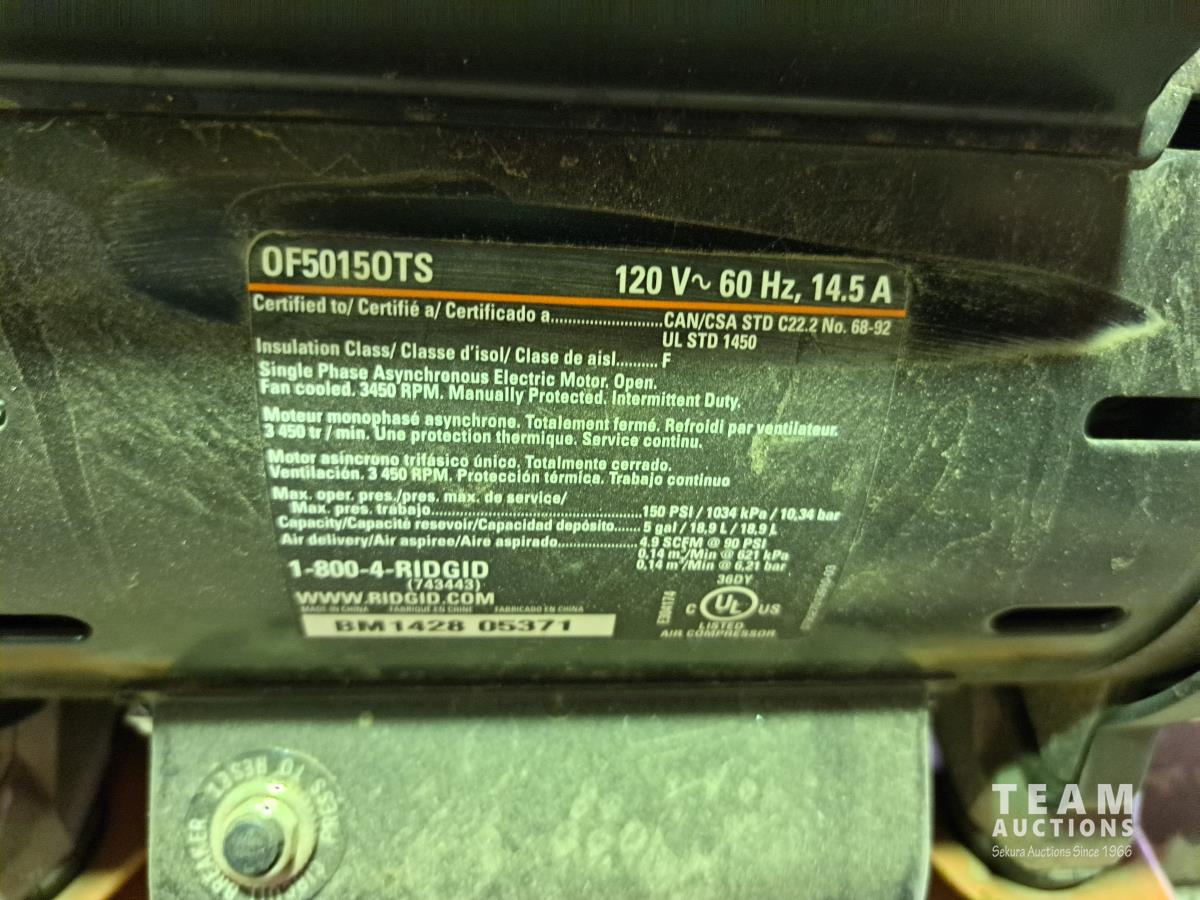 OF50150TS 120 V~ 60 Hz, 14.5 A
Certified to/ Certifié a/ Certificado a........................CAN/CSA STD C22.2 No. 68-92
UL STD 1450
Insulation Class/ Classe d'isol/ Clase de aisl.......... F
Single Phase Asynchronous Electric Motor. Open.
Fan cooled. 3450 RPM. Manually Protected. Intermittent Duty.
Moteur monophasé asynchrone. Totalement fermé. Refroidi par ventilateur.
3 450 tr / min. Une protection thermique. Service continu.
Motor asíncrono trifásico único. Totalmente cerrado.
Ventilación. 3 450 RPM. Protección térmica. Trabajo continuo
Max. oper. pres./pres. max. de service/
Max. pres. trabajo..............................................150 PSI / 1034 kPa / 10,34 bar
Capacity/Capacité resevoir/Capacidad depósito...... 5 gal / 18,9 L / 18,9 L
Air delivery/Air aspiree/Aire aspirado.................. 4.9 SCFM @ 90 PSI
0,14 m³/Min @ 621 kPa
0,14 m³/Min @ 6,21 bar
1-800-4-RIDGID
(743443)
WWW.RIDGID.COM
MADE IN CHINA FABRIQUÉ EN CHINE FABRICADO EN CHINA
BM1428 05371
36DY
E304174
C UL US
LISTED
AIR COMPRESSOR
PRESS TO RESET
BREAKER
TEAM
AUCTIONS
Sekura Auctions Since 1966